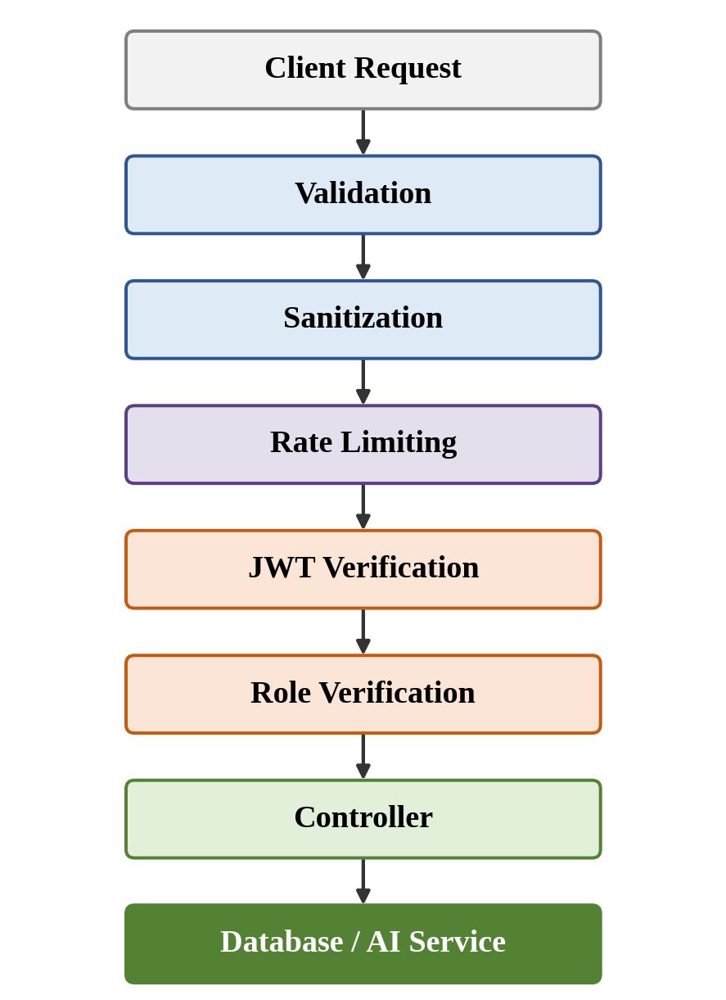 Client Request
Validation
Sanitization
Rate Limiting
JWT Verification
Role Verification
Controller
Database / AI Service